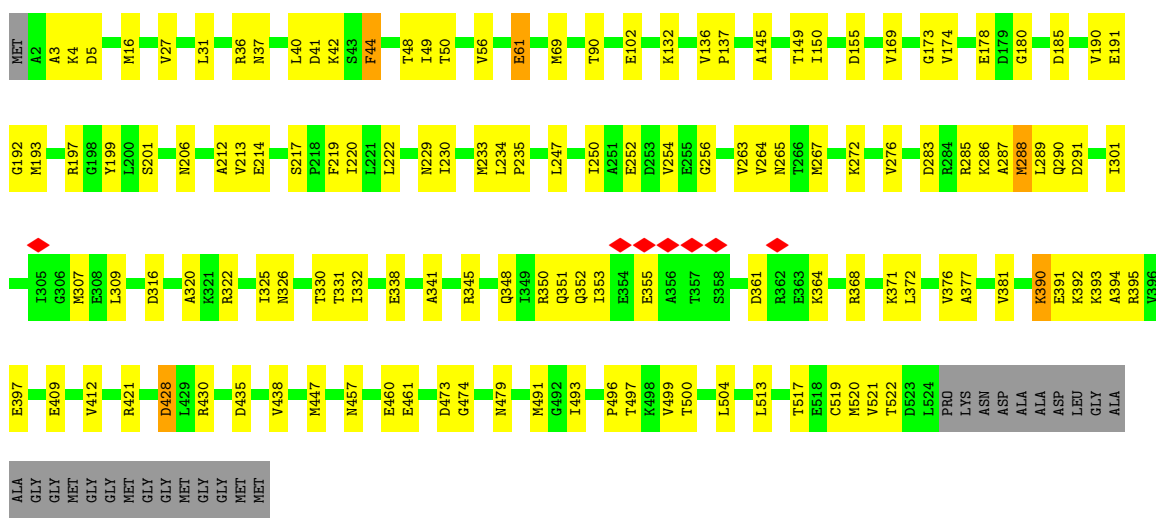 MET A2 A3 K4 D5 M16 V27 L31 R36 N37 L40 D41 K42 S43 F44 T48 I49 T50 V56 E61 M69 T90 E102 K132 V136 P137 A145 T149 I150 D155 V169 G173 V174 E178 D179 G180 D185 V190 E191
G192 M193 R197 G198 Y199 L200 S201 N206 A212 V213 E214 S217 P218 F219 I220 L221 L222 N229 I230 M233 L234 P235 L247 I250 A251 E252 D253 V254 E255 G256 V263 V264 N265 T266 M267 K272 V276 D283 R284 R285 K286 A287 M288 L289 Q290 D291 I301
I305 G306 M307 E308 L309 D316 A320 K321 R322 I325 N326 T330 T331 I332 E338 A341 R345 Q348 I349 R350 Q351 Q352 I353 E354 E355 A356 T357 S358 D361 R362 E363 K364 R368 K371 L372 V376 A377 V381 K390 E391 K392 K393 A394 R395 V396
E397 E409 V412 R421 D428 L429 R430 D435 V438 M447 N457 E460 E461 D473 G474 N479 M491 G492 I493 P496 T497 K498 V499 T500 L504 L513 T517 E518 C519 M520 V521 T522 D523 L524 PRO LYS ASN ASP ALA ALA ASP LEU GLY ALA
ALA GLY GLY MET GLY GLY MET GLY GLY MET GLY GLY MET MET